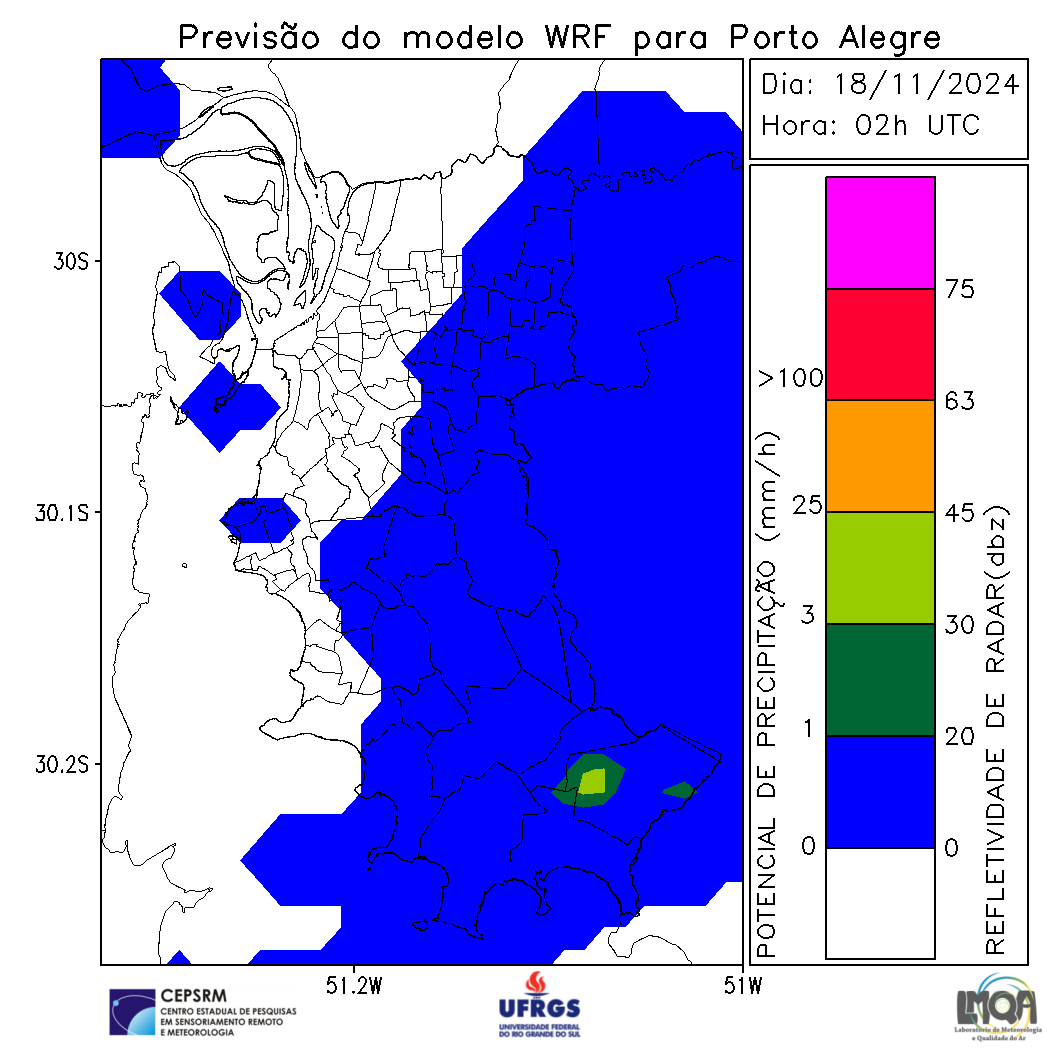 Previsão do modelo WRF para Porto Alegre
Dia: 18/11/2024
Hora: 02h UTC
30S
30.1S
30.2S
51.2W
51W
POTENCIAL DE PRECIPITAÇÃO (mm/h)
>100
25
3
1
0
75
63
45
30
20
0
REFLETIVIDADE DE RADAR(dbz)
CEPSRM
CENTRO ESTADUAL DE PESQUISAS
EM SENSORIAMENTO REMOTO
E METEOROLOGIA
UFRGS
UNIVERSIDADE FEDERAL
DO RIO GRANDE DO SUL
LMQA
Laboratório de Meteorologia
e Qualidade do Ar